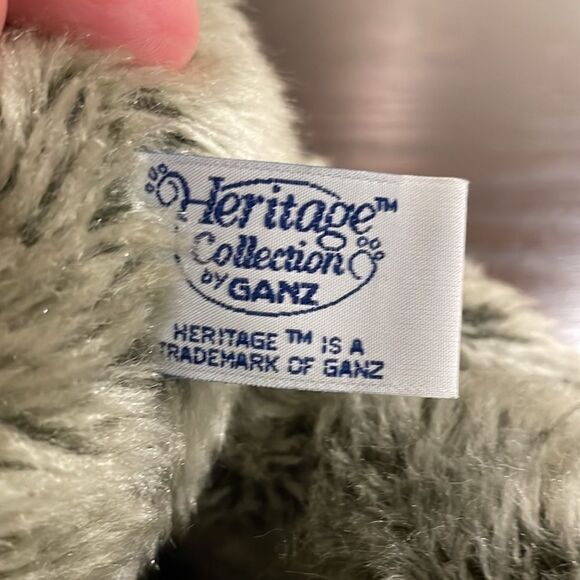 Heritage™
Collection
by GANZ
HERITAGE ™ IS A
TRADEMARK OF GANZ